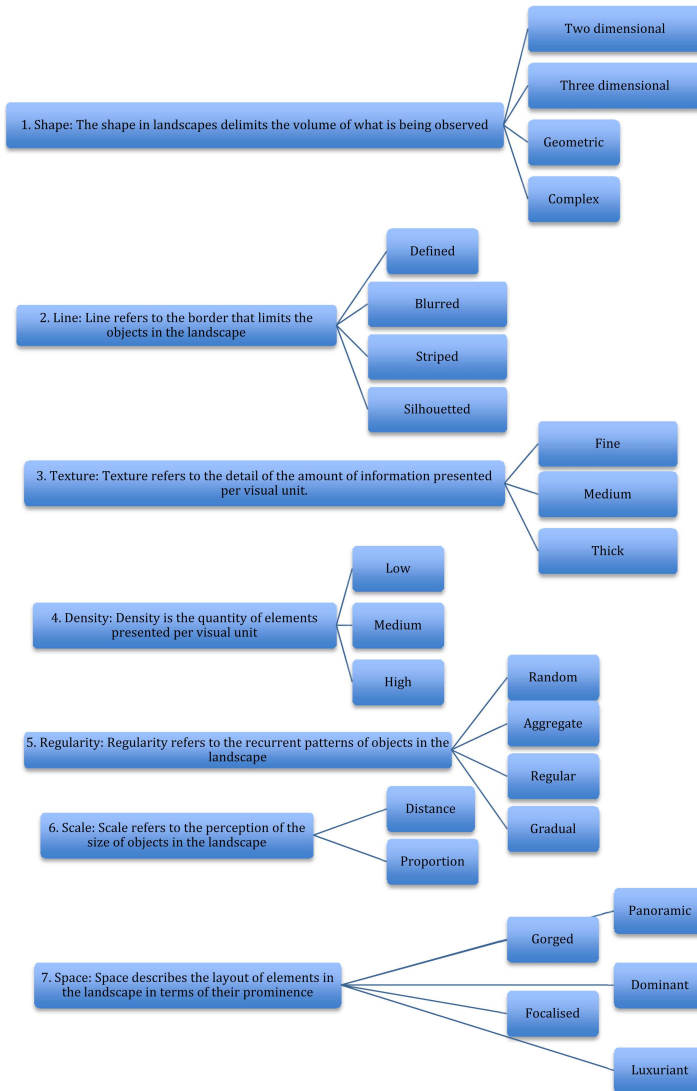 1. Shape: The shape in landscapes delimits the volume of what is being observed
Two dimensional
Three dimensional
Geometric
Complex
2. Line: Line refers to the border that limits the
objects in the landscape
Defined
Blurred
Striped
Silhouetted
3. Texture: Texture refers to the detail of the amount of information presented
per visual unit.
Fine
Medium
Thick
4. Density: Density is the quantity of elements
presented per visual unit
Low
Medium
High
5. Regularity: Regularity refers to the recurrent patterns of objects in the
landscape
Random
Aggregate
Regular
Gradual
6. Scale: Scale refers to the perception of the
size of objects in the landscape
Distance
Proportion
7. Space: Space describes the layout of elements in
the landscape in terms of their prominence
Panoramic
Gorged
Dominant
Focalised
Luxuriant